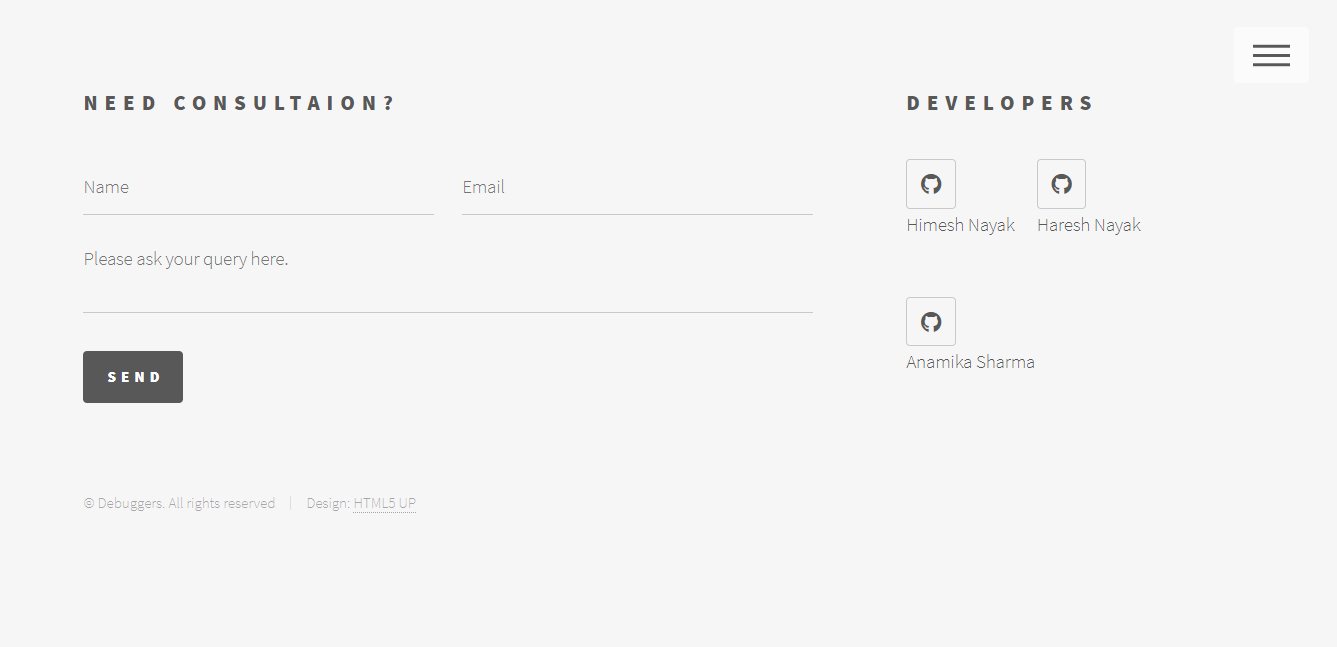 NEED CONSULTAION?
Name
Email
Please ask your query here.
SEND
DEVELOPERS
Himesh Nayak
Haresh Nayak
Anamika Sharma
© Debuggers. All rights reserved
Design: HTML5 UP